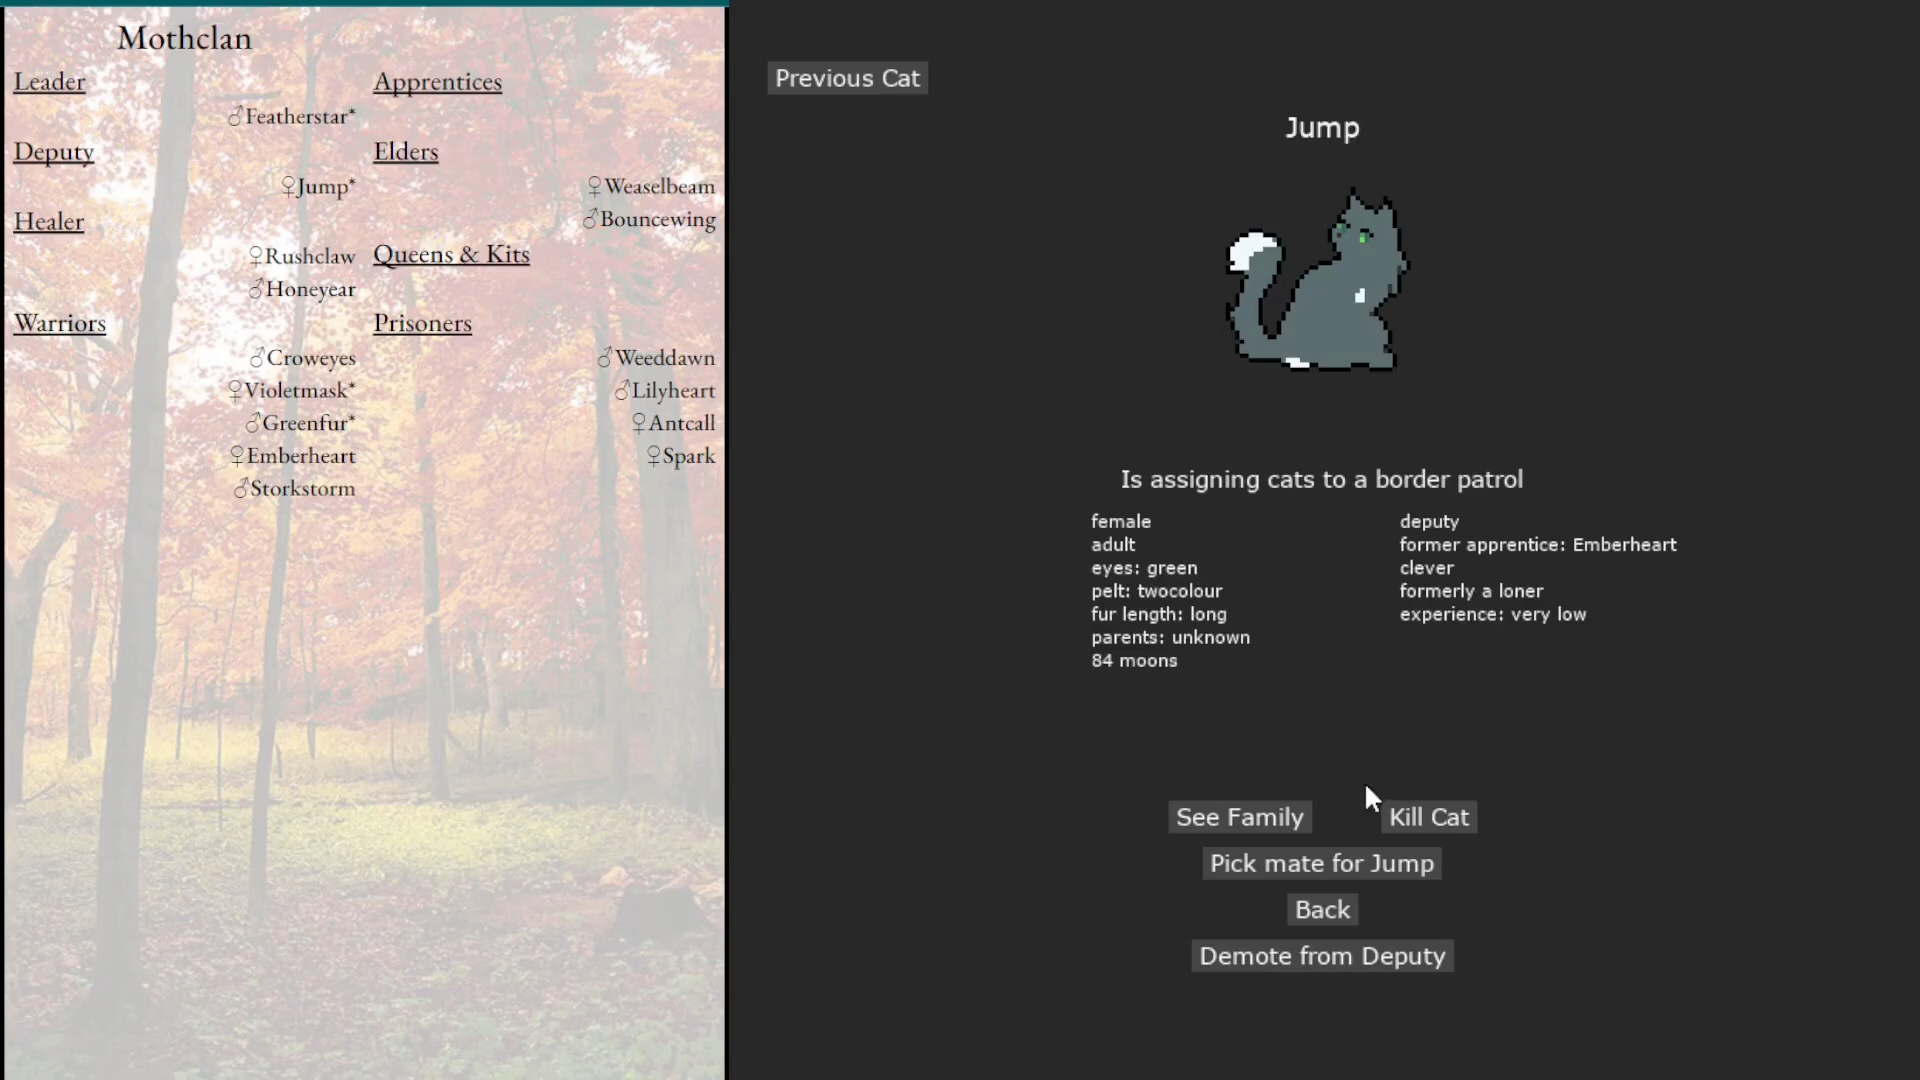 Mothclan
Leader
♂Featherstar*
Deputy
♀Jump*
Healer
♀Rushclaw
♂Honeyear
Warriors
♂Croweyes
♀Violetmask*
♂Greenfur*
♀Emberheart
♂Storkstorm
Apprentices
Elders
♀Weaselbeam
♂Bouncewing
Queens & Kits
Prisoners
♂Weeddawn
♂Lilyheart
♀Antcall
♀Spark
Previous Cat
Jump
Is assigning cats to a border patrol
female
adult
eyes: green
pelt: twocolour
fur length: long
parents: unknown
84 moons
deputy
former apprentice: Emberheart
clever
formerly a loner
experience: very low
See Family
Kill Cat
Pick mate for Jump
Back
Demote from Deputy